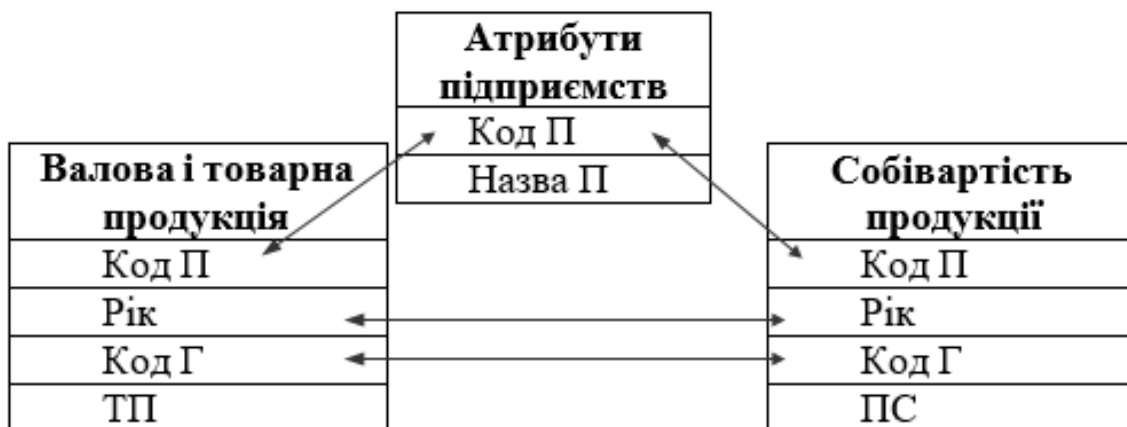 Атрибути
підприємств
Код П
Назва П
Валова і товарна
продукція
Код П
Рік
Код Г
ТП
Собівартість
продукції
Код П
Рік
Код Г
ПС